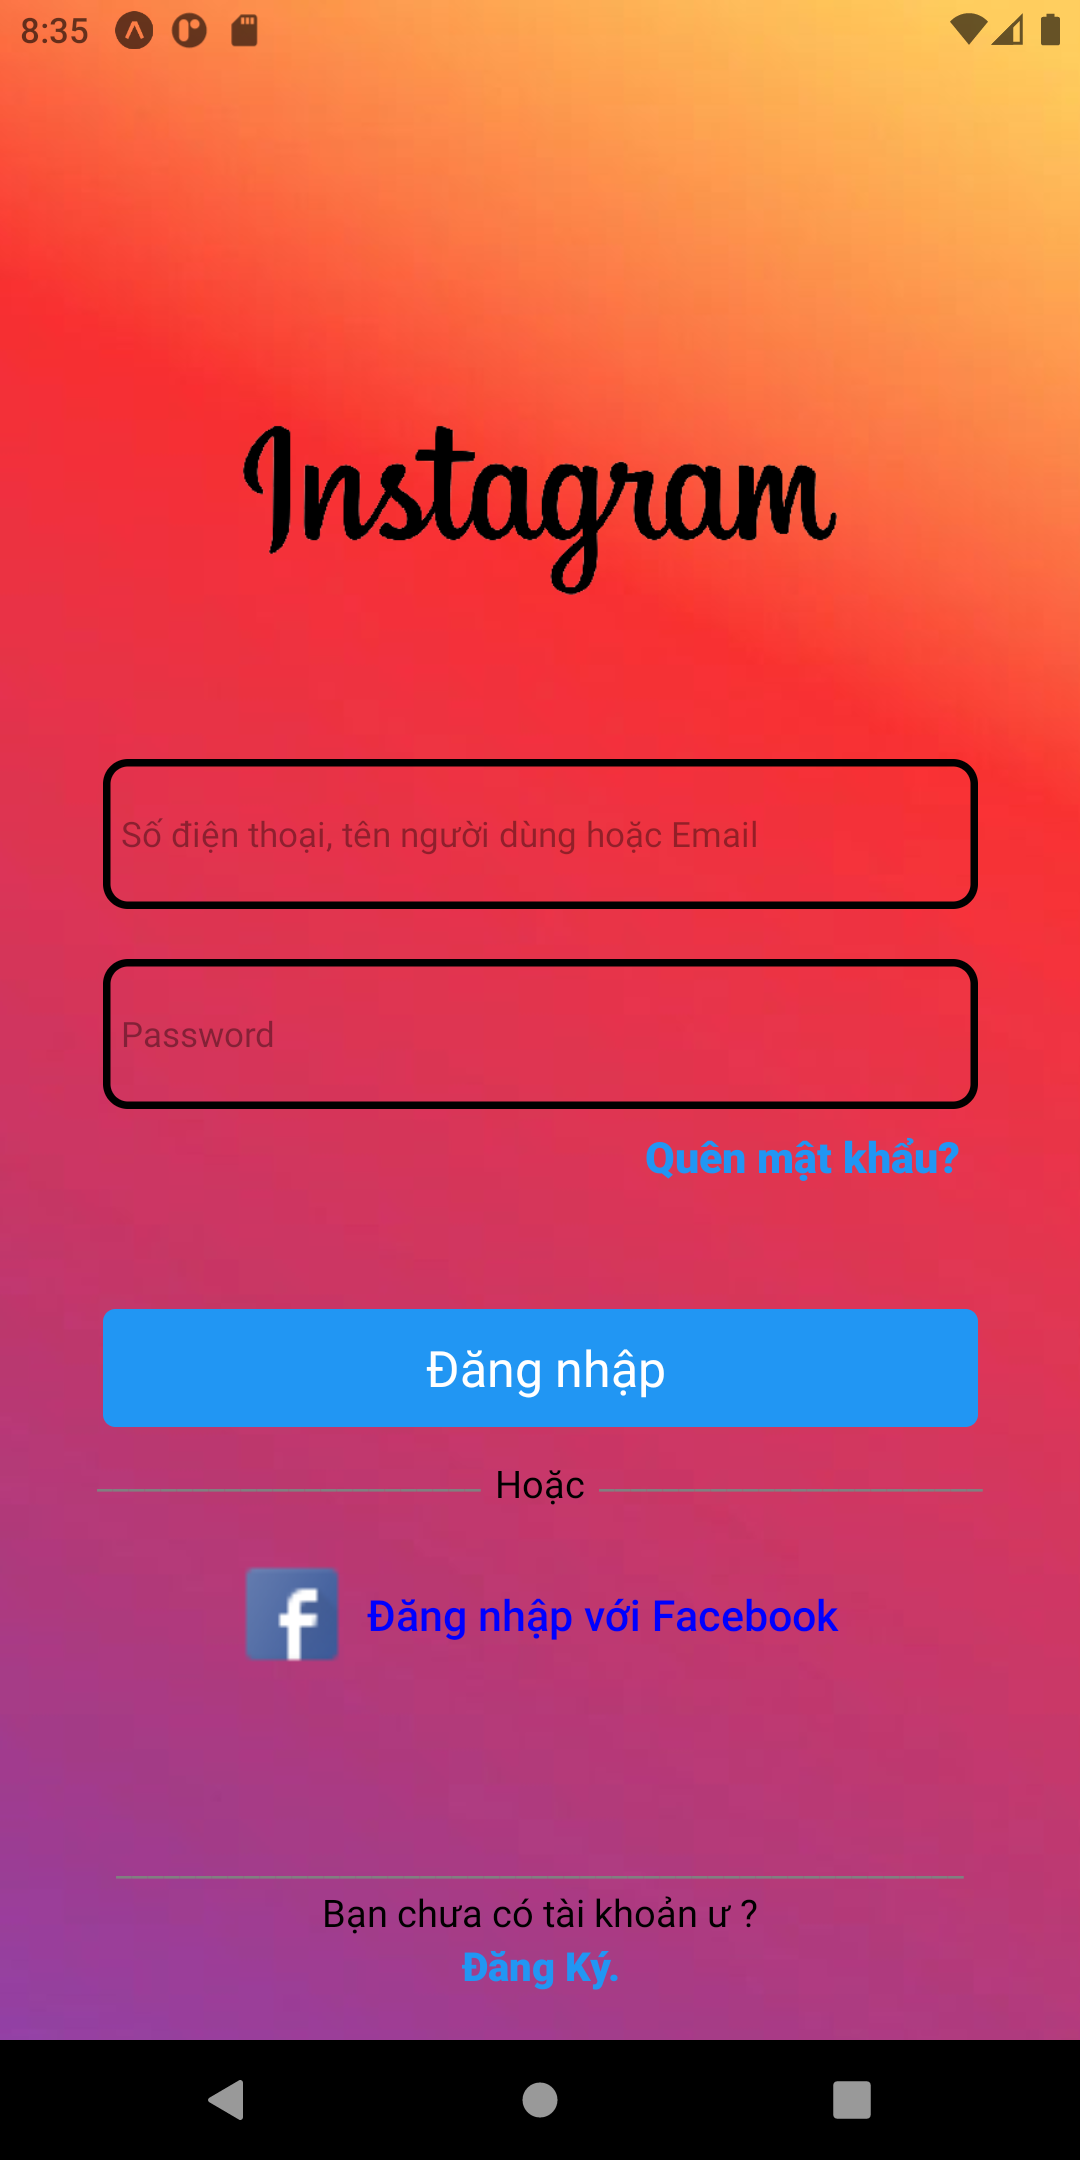 8:35
Instagram
Số điện thoại, tên người dùng hoặc Email
Password
Quên mật khẩu?
Đăng nhập
Hoặc
f Đăng nhập với Facebook
Bạn chưa có tài khoản ư ?
Đăng Ký.